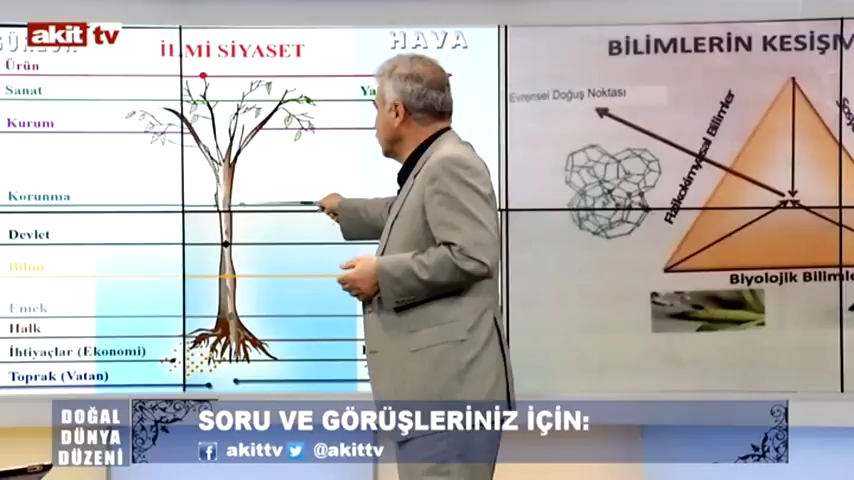 akit tv
İLMİ SİYASET
HAVA
Ürün
Sanat
Kurum
Korunma
Devlet
Bilim
Emek
Halk
İhtiyaçlar (Ekonomi)
Toprak (Vatan)
BİLİMLERİN KESİŞM
Evrensel Doğuş Noktası
Fizikokimyasal Bilimler
Biyolojik Bilimle
DOĞAL
DÜNYA
DÜZENİ
SORU VE GÖRÜŞLERİNİZ İÇİN:
akittv @akittv